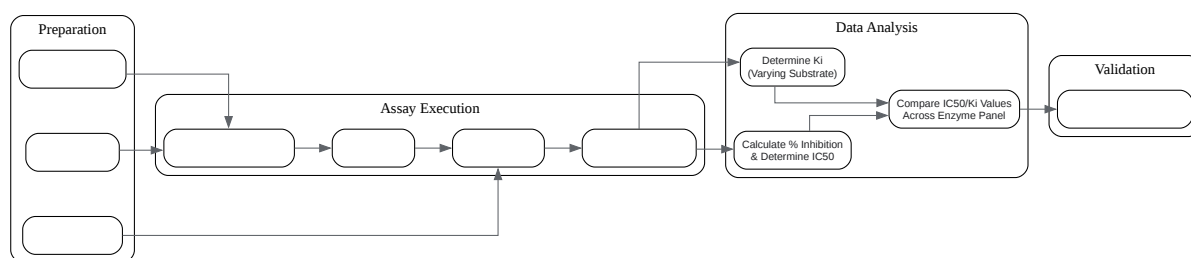 Preparation
Assay Execution
Data Analysis
Determine Ki
(Varying Substrate)
Calculate % Inhibition
& Determine IC50
Compare IC50/Ki Values
Across Enzyme Panel
Validation